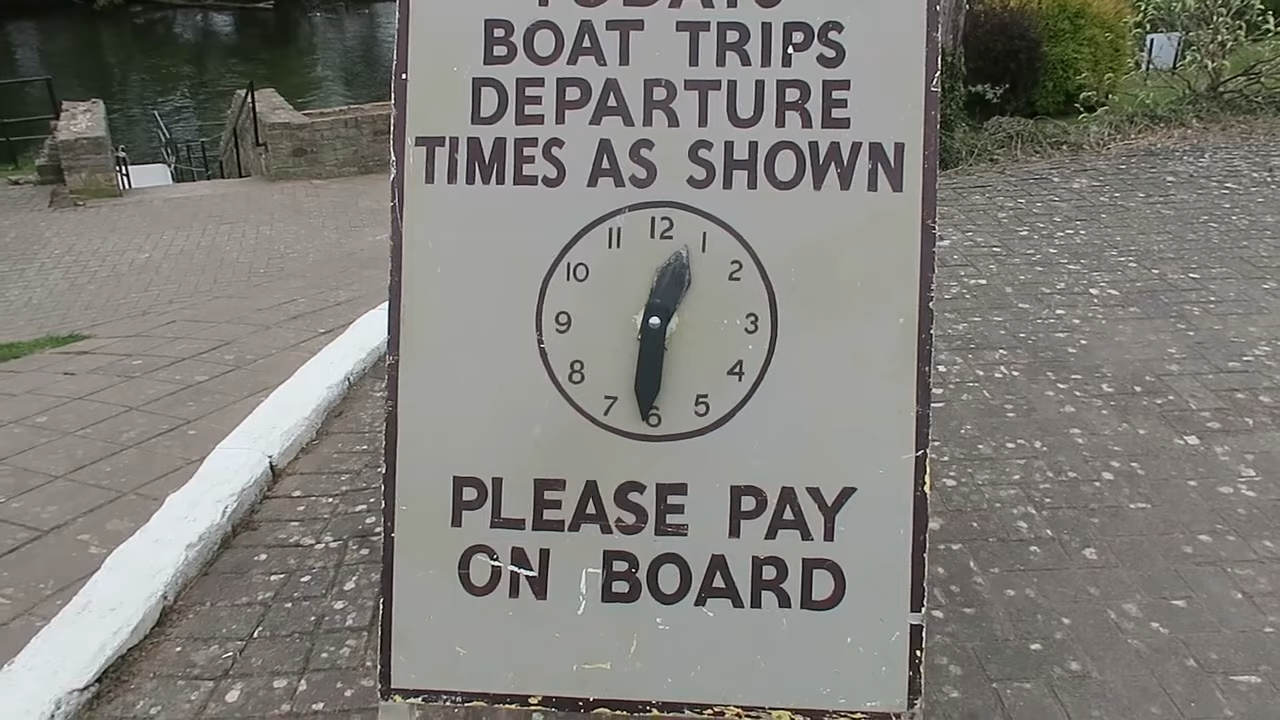 TODAYS
BOAT TRIPS
DEPARTURE
TIMES AS SHOWN
12
11 1
10 2
9 3
8 4
7 5
6
PLEASE PAY
ON BOARD